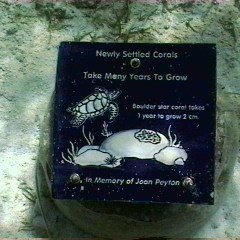 Newly Settled Corals
Take Many Years To Grow
Boulder star coral takes
1 year to grow 2 cm.
In Memory of Joan Peyton